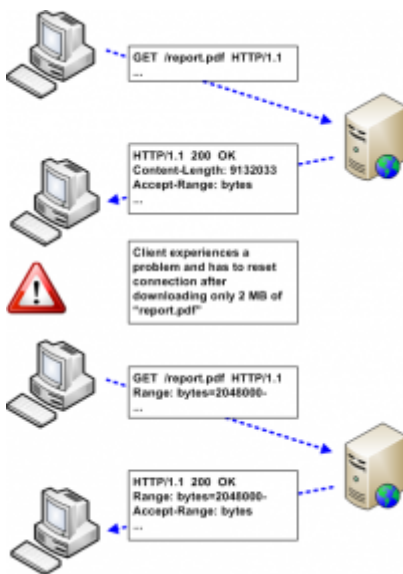 GET /report.pdf HTTP/1.1
...
HTTP/1.1 200 OK
Content-Length: 9132033
Accept-Range: bytes
...
Client experiences a
problem and has to reset
connection after
downloading only 2 MB of
"report.pdf"
GET /report.pdf HTTP/1.1
Range: bytes=2048000-
...
HTTP/1.1 200 OK
Range: bytes=2048000-
Accept-Range: bytes
...